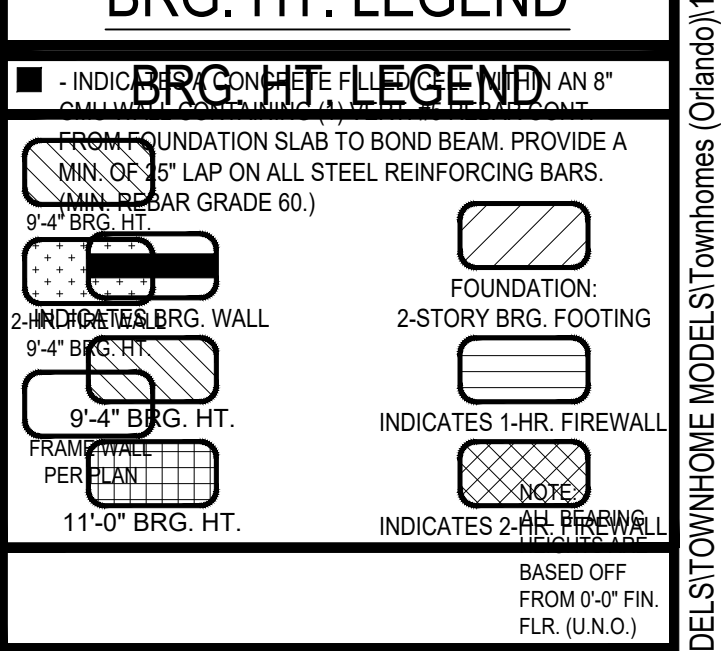 BRG. HT. LEGEND
BRG. HT. LEGEND
- INDICATES A CONCRETE FILLED CELL WITHIN AN 8"
CMU WALL CONTAINING (1) VERT. #5 REBAR CONT.
FROM FOUNDATION SLAB TO BOND BEAM. PROVIDE A
MIN. OF 25" LAP ON ALL STEEL REINFORCING BARS.
(MIN. REBAR GRADE 60.)
9'-4" BRG. HT.
2-HR. FIRE WALL
9'-4" BRG. HT.
FRAME WALL
PER PLAN
INDICATES BRG. WALL
9'-4" BRG. HT.
11'-0" BRG. HT.
FOUNDATION:
2-STORY BRG. FOOTING
INDICATES 1-HR. FIREWALL
INDICATES 2-HR. FIREWALL
NOTE:
ALL BEARING
HEIGHTS ARE
BASED OFF
FROM 0'-0" FIN.
FLR. (U.N.O.)
DELS\TOWNHOME MODELS\Townhomes (Orlando)\1